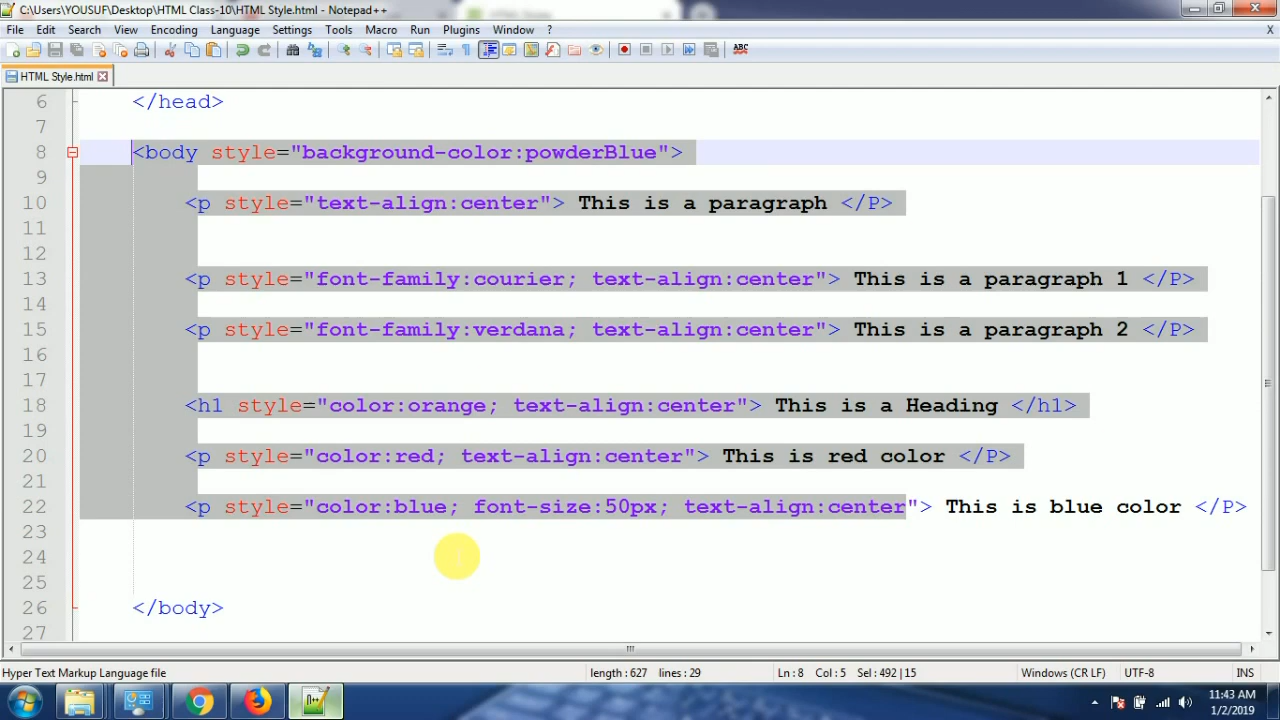 C:\Users\YOUSUF\Desktop\HTML Class-10\HTML Style.html - Notepad++
File Edit Search View Encoding Language Settings Tools Macro Run Plugins Window ? X
ABC
HTML Style.html
6 </head>
7
8 <body style="background-color:powderBlue">
9
10 <p style="text-align:center"> This is a paragraph </P>
11
12
13 <p style="font-family:courier; text-align:center"> This is a paragraph 1 </P>
14
15 <p style="font-family:verdana; text-align:center"> This is a paragraph 2 </P>
16
17
18 <h1 style="color:orange; text-align:center"> This is a Heading </h1>
19
20 <p style="color:red; text-align:center"> This is red color </P>
21
22 <p style="color:blue; font-size:50px; text-align:center"> This is blue color </P>
23
24
25
26 </body>
27
Hyper Text Markup Language file length : 627 lines : 29 Ln : 8 Col : 5 Sel : 492 | 15 Windows (CR LF) UTF-8 INS
11:43 AM
1/2/2019